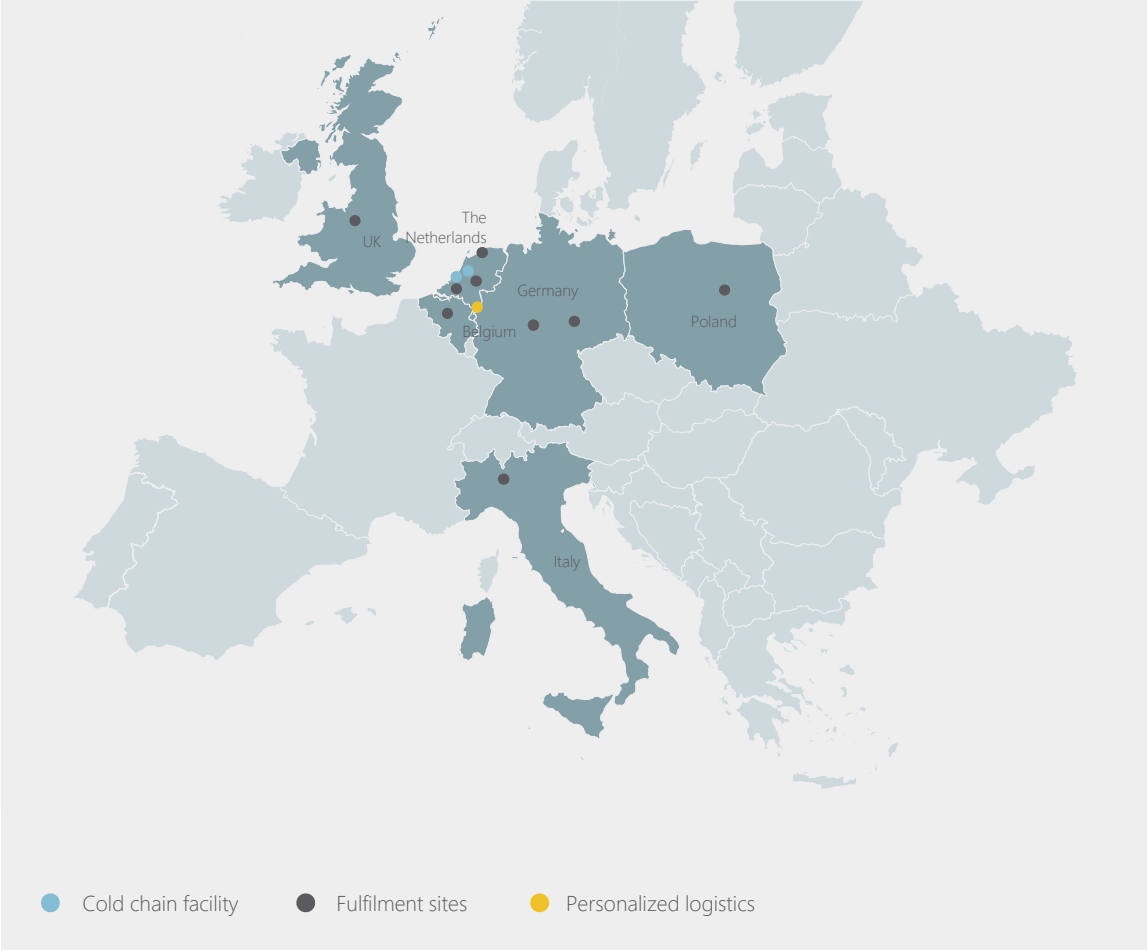 The
Netherlands
UK
Germany
Poland
Belgium
Italy
Cold chain facility
Fulfilment sites
Personalized logistics